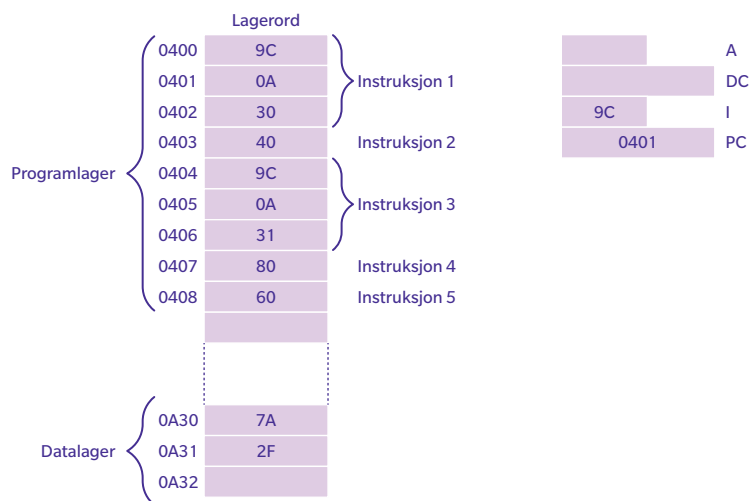 Lagerord
0400 9C A
0401 0A Instruksjon 1 DC
0402 30 9C I
0403 40 Instruksjon 2 0401 PC
Programlager 0404 9C
0405 0A Instruksjon 3
0406 31
0407 80 Instruksjon 4
0408 60 Instruksjon 5
0A30 7A
Datalager 0A31 2F
0A32